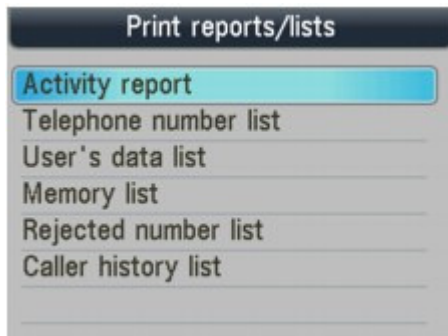 Print reports/lists
Activity report
Telephone number list
User's data list
Memory list
Rejected number list
Caller history list